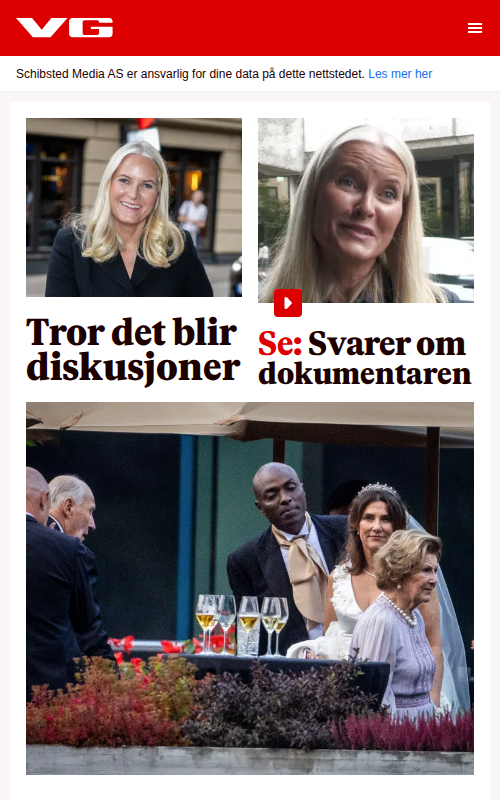 VG
Schibsted Media AS er ansvarlig for dine data på dette nettstedet. Les mer her
Tror det blir
diskusjoner
Se: Svarer om
dokumentaren